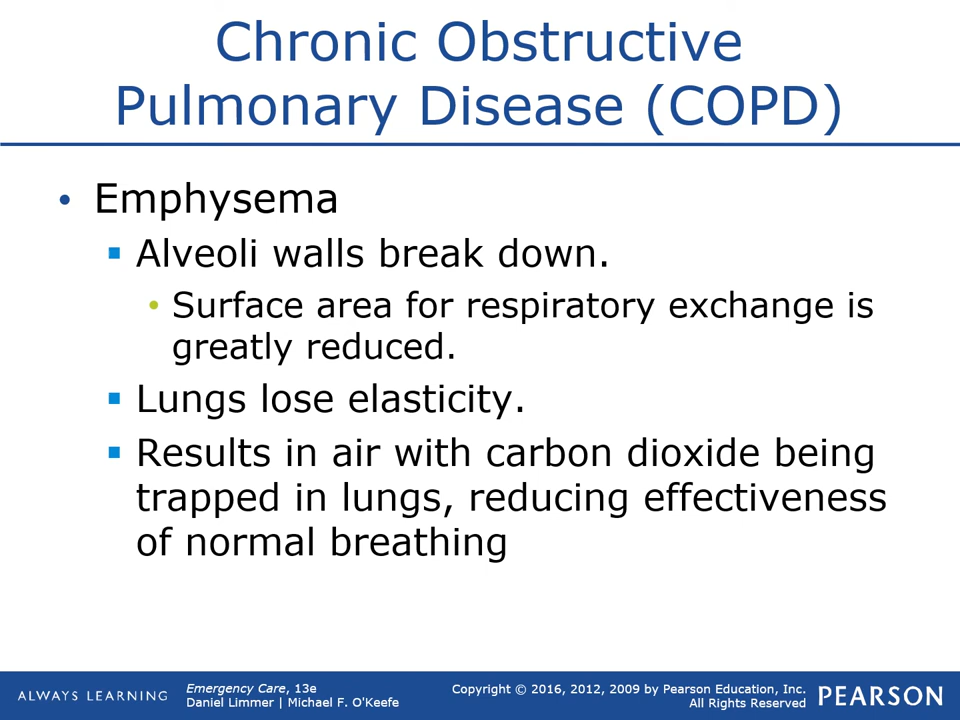 Chronic Obstructive
Pulmonary Disease (COPD)
• Emphysema
▪ Alveoli walls break down.
• Surface area for respiratory exchange is
greatly reduced.
▪ Lungs lose elasticity.
▪ Results in air with carbon dioxide being
trapped in lungs, reducing effectiveness
of normal breathing
ALWAYS LEARNING
Emergency Care, 13e
Daniel Limmer | Michael F. O'Keefe
Copyright © 2016, 2012, 2009 by Pearson Education, Inc.
All Rights Reserved
PEARSON